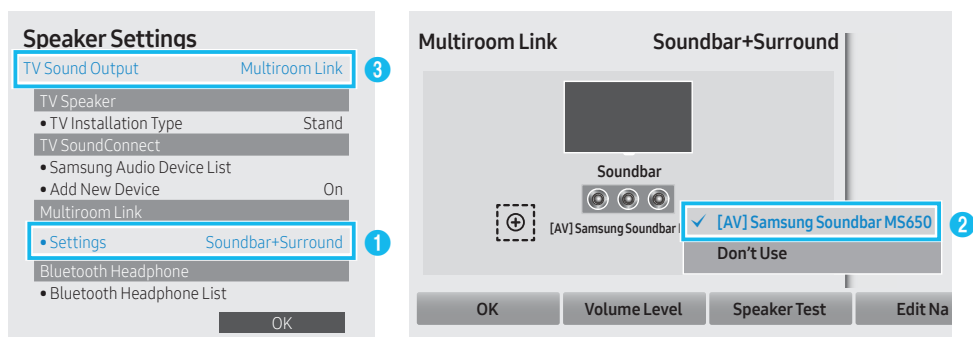 Speaker Settings
TV Sound Output Multiroom Link 3
TV Speaker
• TV Installation Type Stand
TV SoundConnect
• Samsung Audio Device List
• Add New Device On
Multiroom Link
• Settings Soundbar+Surround 1
Bluetooth Headphone
• Bluetooth Headphone List
OK
Multiroom Link Soundbar+Surround
Soundbar
[AV] Samsung Soundbar
✓ [AV] Samsung Soundbar MS650 2
Don't Use
OK Volume Level Speaker Test Edit Na